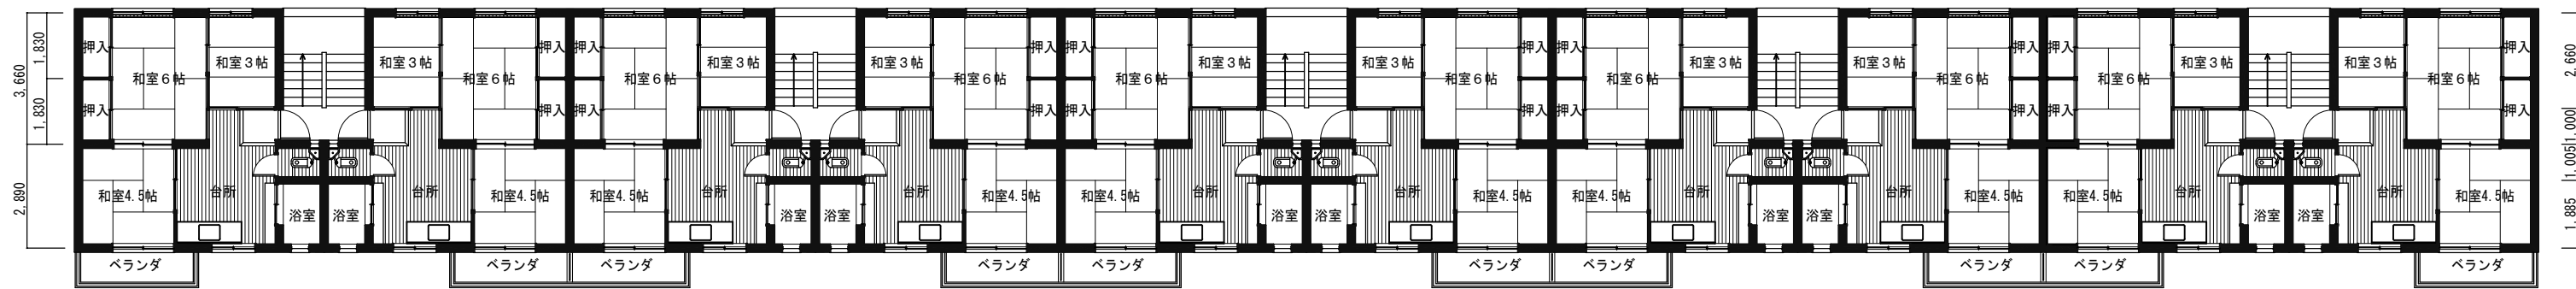 3,660
1,830
1,830
2,890
押入 押入 押入 押入 押入 押入 押入 押入 押入 押入
和室３帖 和室３帖 和室３帖 和室３帖 和室３帖 和室３帖 和室３帖 和室３帖 和室３帖 和室３帖
和室６帖 和室６帖 和室６帖 和室６帖 和室６帖 和室６帖 和室６帖 和室６帖 和室６帖 和室６帖
押入 押入 押入 押入 押入 押入 押入 押入 押入 押入
台所 台所 台所 台所 台所 台所 台所 台所 台所 台所
和室4.5帖 和室4.5帖 和室4.5帖 和室4.5帖 和室4.5帖 和室4.5帖 和室4.5帖 和室4.5帖 和室4.5帖 和室4.5帖
浴室 浴室 浴室 浴室 浴室 浴室 浴室 浴室 浴室 浴室
ベランダ ベランダ ベランダ ベランダ ベランダ ベランダ ベランダ ベランダ ベランダ ベランダ
2,660
1,000
1,005
1,885